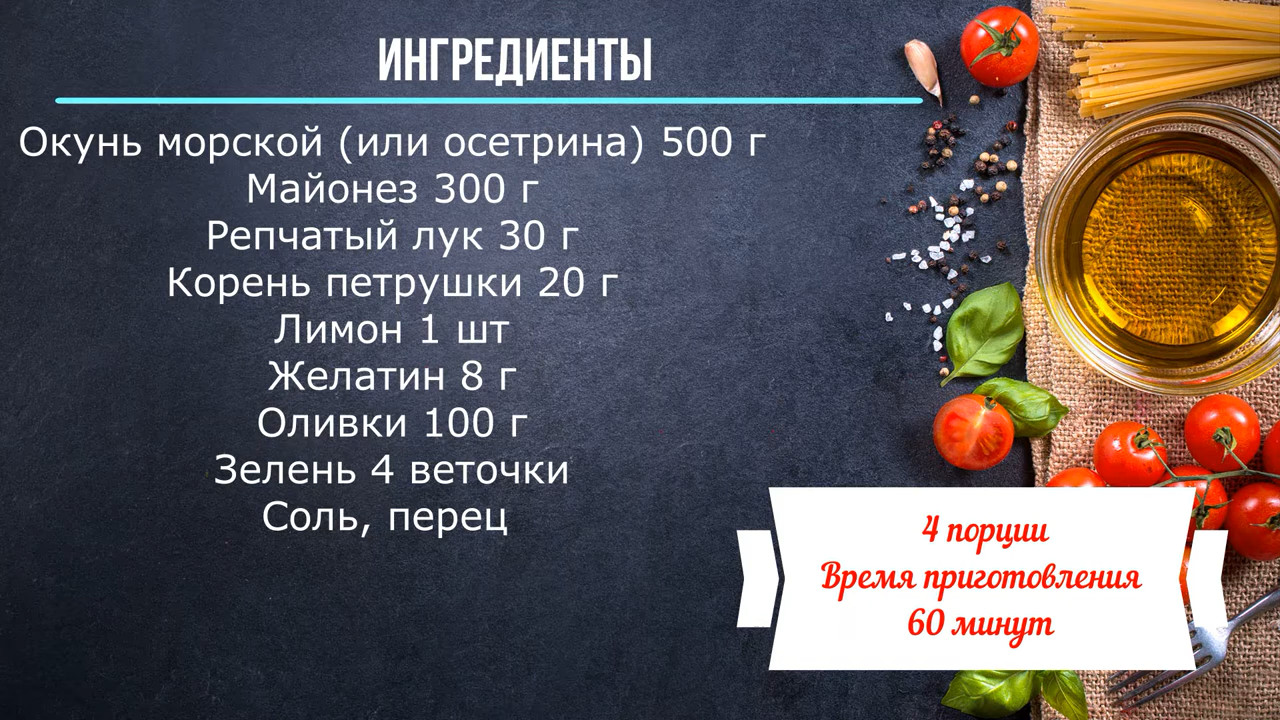 ИНГРЕДИЕНТЫ
Окунь морской (или осетрина) 500 г
Майонез 300 г
Репчатый лук 30 г
Корень петрушки 20 г
Лимон 1 шт
Желатин 8 г
Оливки 100 г
Зелень 4 веточки
Соль, перец
4 порции
Время приготовления
60 минут